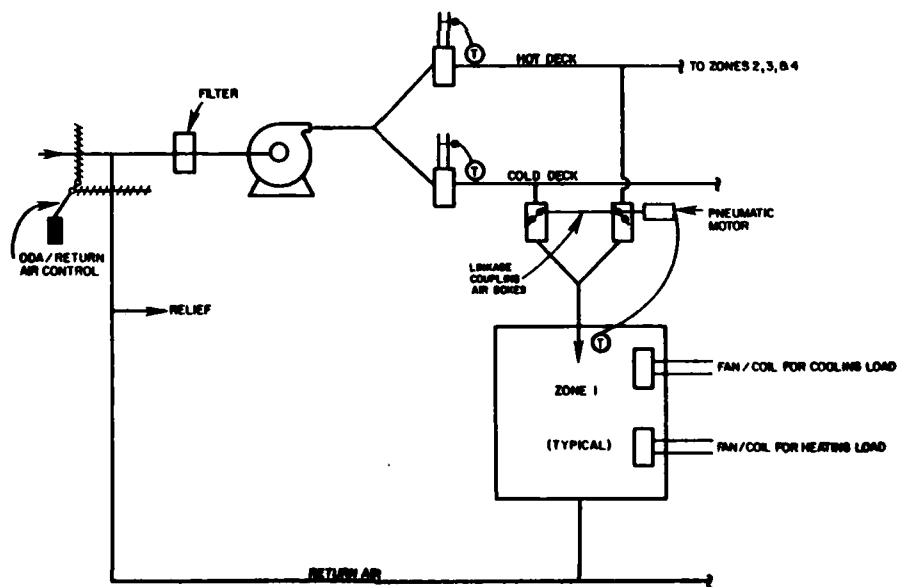 HOT DECK
TO ZONES 2, 3, & 4
FILTER
COLD DECK
PNEUMATIC
MOTOR
ODA / RETURN
AIR CONTROL
LINKAGE
COUPLING
AIR BOXES
RELIEF
FAN / COIL FOR COOLING LOAD
ZONE 1
(TYPICAL)
FAN/COIL FOR HEATING LOAD
RETURN AIR
T
T
T